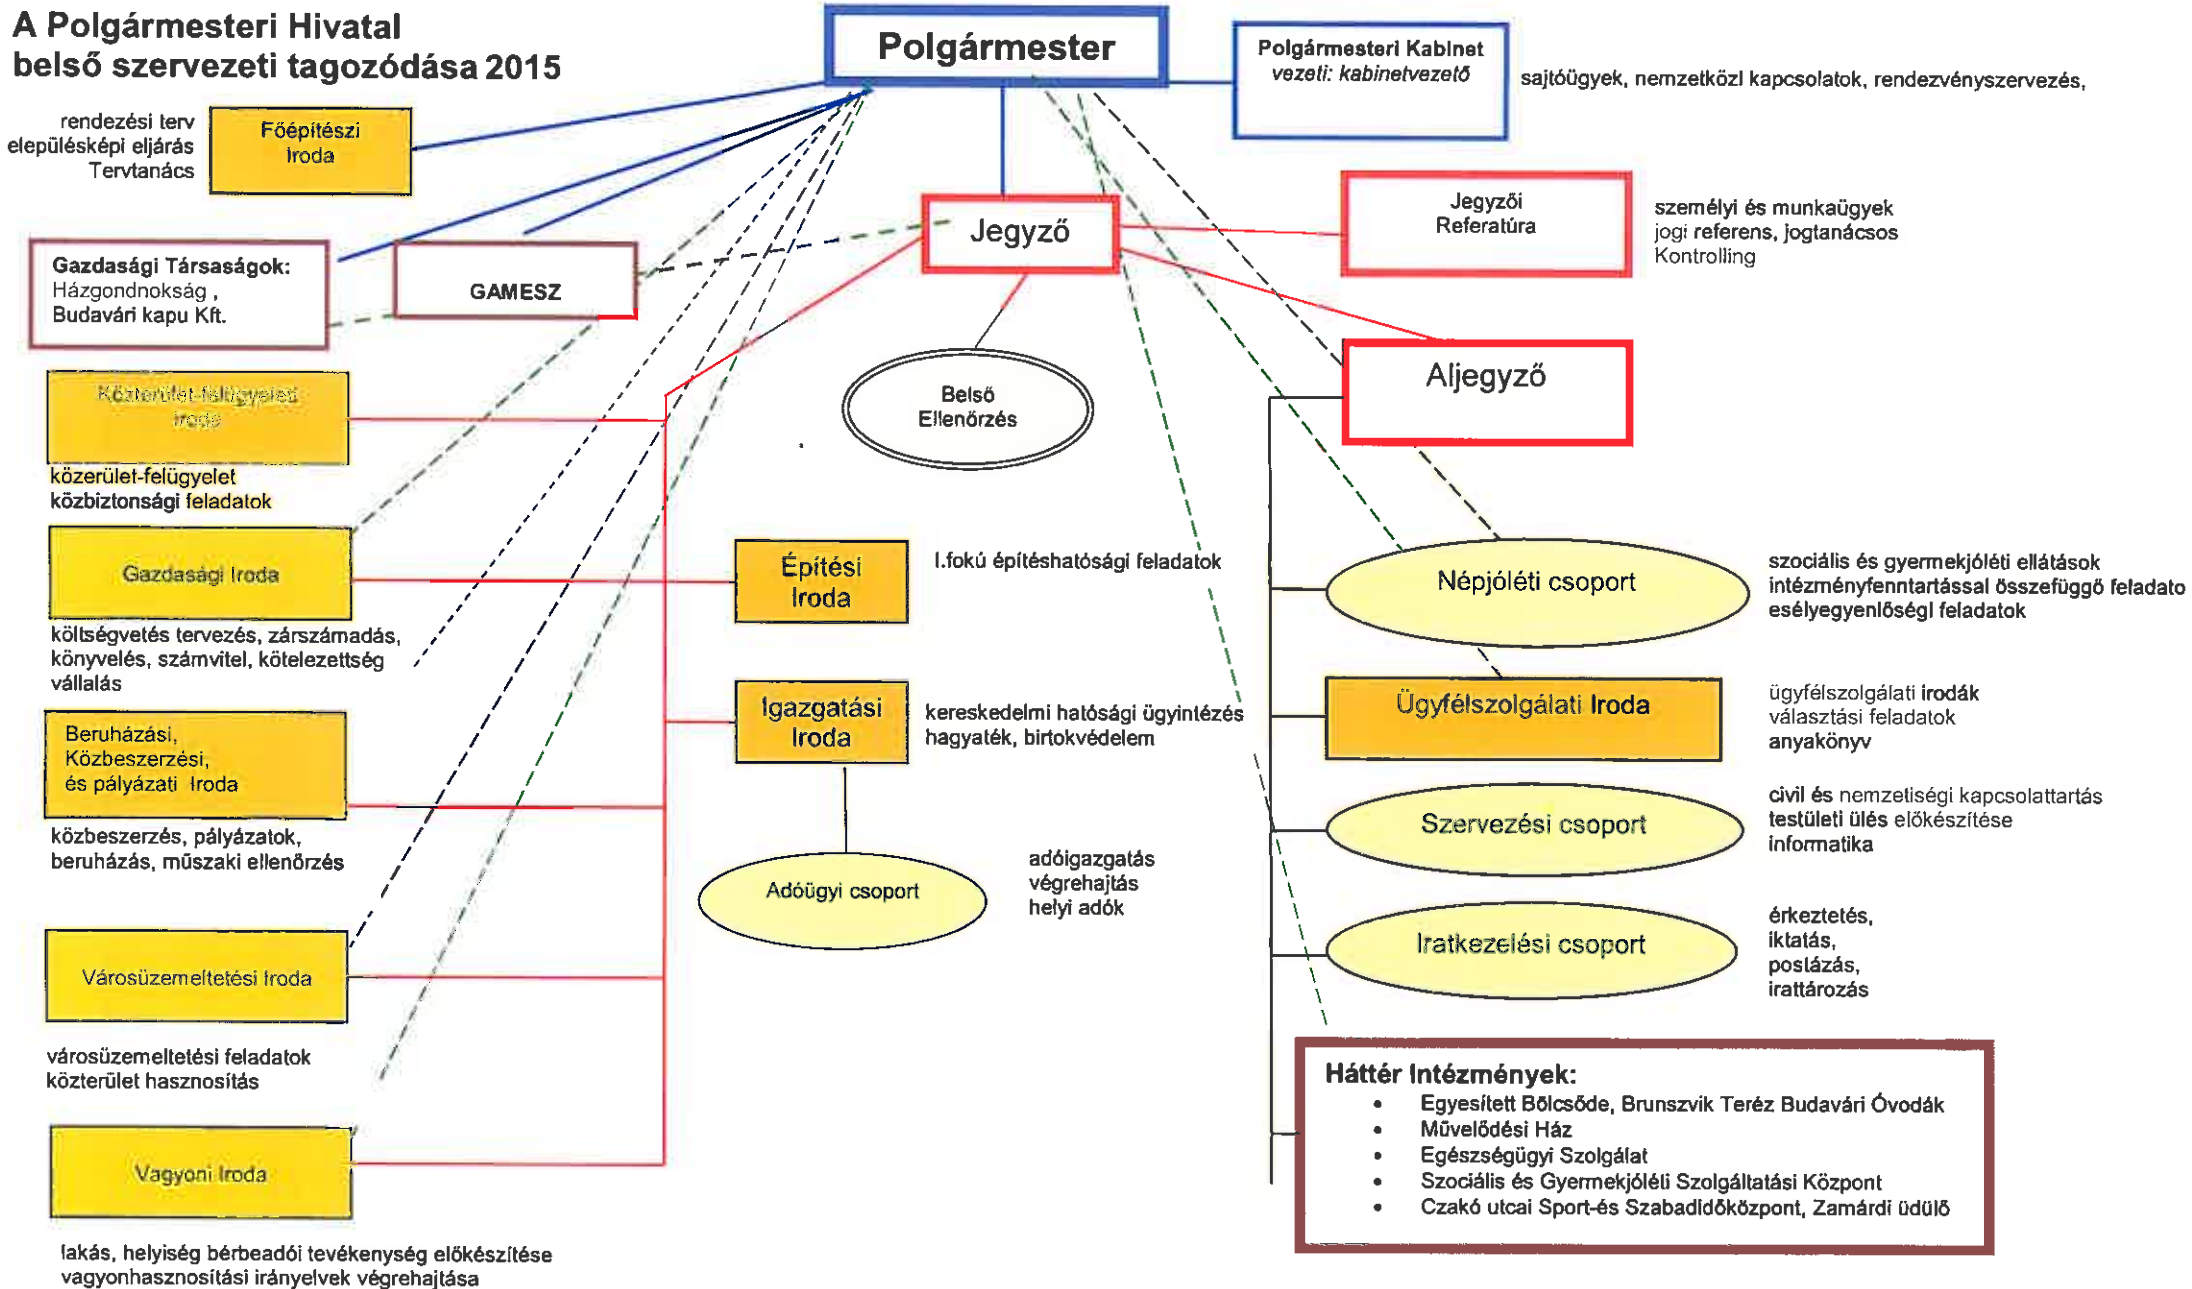 A Polgármesteri Hivatal
belső szervezeti tagozódása 2015
Polgármester
Polgármesteri Kabinet
vezeti: kabinetvezető
sajtóügyek, nemzetközi kapcsolatok, rendezvényszervezés,
rendezési terv
elepülésképi eljárás
Tervtanács
Főépítészi
Iroda
Jegyző
Jegyzői
Referatúra
személyi és munkaügyek
jogi referens, jogtanácsos
Kontrolling
Gazdasági Társaságok:
Házgondnokság ,
Budavári kapu Kft.
GAMESZ
Belső
Ellenőrzés
Aljegyző
Közterület-felügyeleti
Iroda
közerület-felügyelet
közbiztonsági feladatok
Gazdasági Iroda
költségvetés tervezés, zárszámadás,
könyvelés, számvitel, kötelezettség
vállalás
Építési
Iroda
I.fokú építéshatósági feladatok
Népjóléti csoport
szociális és gyermekjóléti ellátások
intézményfenntartással összefüggő feladato
esélyegyenlőségi feladatok
Beruházási,
Közbeszerzési,
és pályázati Iroda
közbeszerzés, pályázatok,
beruházás, műszaki ellenőrzés
Igazgatási
Iroda
kereskedelmi hatósági ügyintézés
hagyaték, birtokvédelem
Ügyfélszolgálati Iroda
ügyfélszolgálati irodák
választási feladatok
anyakönyv
Szervezési csoport
civil és nemzetiségi kapcsolattartás
testületi ülés előkészítése
informatika
Adóügyi csoport
adóigazgatás
végrehajtás
helyi adók
Iratkezelési csoport
érkeztetés,
iktatás,
postázás,
irattározás
Városüzemeltetési Iroda
városüzemeltetési feladatok
közterület hasznosítás
Vagyoni Iroda
lakás, helyiség bérbeadói tevékenység előkészítése
vagyonhasznosítási irányelvek végrehajtása
Háttér Intézmények:
• Egyesített Bölcsőde, Brunszvik Teréz Budavári Óvodák
• Művelődési Ház
• Egészségügyi Szolgálat
• Szociális és Gyermekjóléti Szolgáltatási Központ
• Czakó utcai Sport-és Szabadidőközpont, Zamárdi üdülő